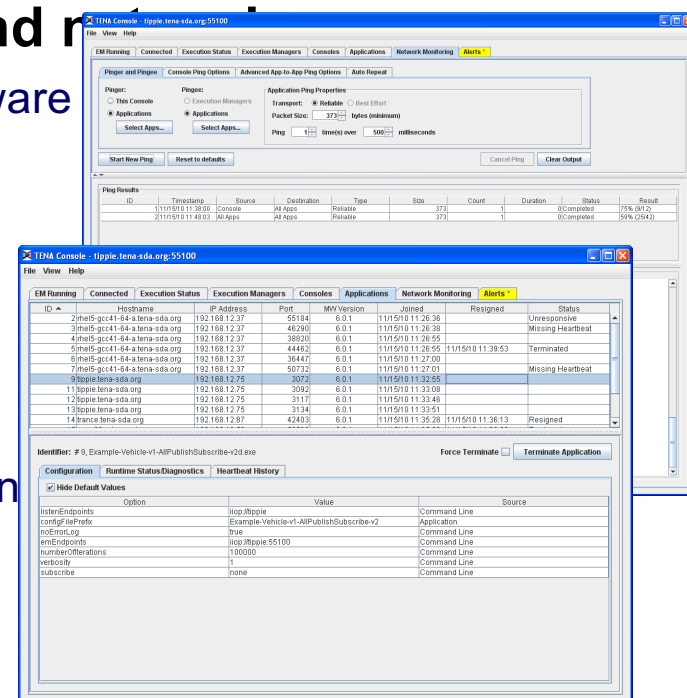 nd
ware
n
TENA Console - tippie.tena-sda.org:55100
File View Help
EM Running Connected Execution Status Execution Managers Consoles Applications Network Monitoring Alerts *
Pinger and Pingee Console Ping Options Advanced App-to-App Ping Options Auto Repeat
Pinger: Pingee: Application Ping Properties
This Console Execution Managers Transport: Reliable Best Effort
Applications Applications Packet Size: 373 bytes (minimum)
Select Apps... Select Apps... Ping 1 time(s) over 500 milliseconds
Start New Ping Reset to defaults Cancel Ping Clear Output
Ping Results
ID Timestamp Source Destination Type Size Count Duration Status Result
1 11/15/10 11:38:00 Console All Apps Reliable 373 1 0 Completed 75% (9/12)
2 11/15/10 11:48:03 All Apps All Apps Reliable 373 1 0 Completed 59% (25/42)
TENA Console - tippie.tena-sda.org:55100
File View Help
EM Running Connected Execution Status Execution Managers Consoles Applications Network Monitoring Alerts *
ID Hostname IP Address Port MW Version Joined Resigned Status
2 rhel5-gcc41-64-a.tena-sda.org 192.168.12.37 55184 6.0.1 11/15/10 11:26:36 Unresponsive
3 rhel5-gcc41-64-a.tena-sda.org 192.168.12.37 46290 6.0.1 11/15/10 11:26:38 Missing Heartbeat
4 rhel5-gcc41-64-a.tena-sda.org 192.168.12.37 38820 6.0.1 11/15/10 11:26:55
5 rhel5-gcc41-64-a.tena-sda.org 192.168.12.37 44462 6.0.1 11/15/10 11:26:55 11/15/10 11:39:53 Terminated
6 rhel5-gcc41-64-a.tena-sda.org 192.168.12.37 36447 6.0.1 11/15/10 11:27:00
7 rhel5-gcc41-64-a.tena-sda.org 192.168.12.37 50732 6.0.1 11/15/10 11:27:01 Missing Heartbeat
9 tippie.tena-sda.org 192.168.12.75 3072 6.0.1 11/15/10 11:32:55
11 tippie.tena-sda.org 192.168.12.75 3092 6.0.1 11/15/10 11:33:08
12 tippie.tena-sda.org 192.168.12.75 3117 6.0.1 11/15/10 11:33:46
13 tippie.tena-sda.org 192.168.12.75 3134 6.0.1 11/15/10 11:33:51
14 trance.tena-sda.org 192.168.12.87 42403 6.0.1 11/15/10 11:35:28 11/15/10 11:36:13 Resigned
Identifier: # 9, Example-Vehicle-v1-AllPublishSubscribe-v2d.exe Force Terminate Terminate Application
Configuration Runtime Status/Diagnostics Heartbeat History
Hide Default Values
Option Value Source
listenEndpoints iiop://tippie Command Line
configFilePrefix Example-Vehicle-v1-AllPublishSubscribe-v2 Application
noErrorLog true Command Line
emEndpoints iiop://tippie:55100 Command Line
numberOfIterations 100000 Command Line
verbosity 1 Command Line
subscribe none Command Line